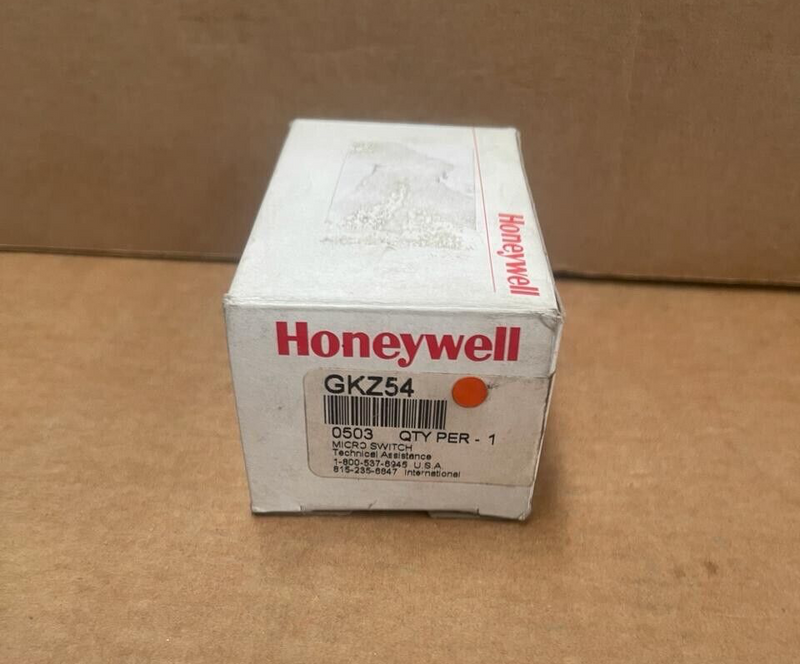 Honeywell
Honeywell
GKZ54
0503 QTY PER - 1
MICRO SWITCH
Technical Assistance
1-800-537-6945 U.S.A.
815-235-6847 International